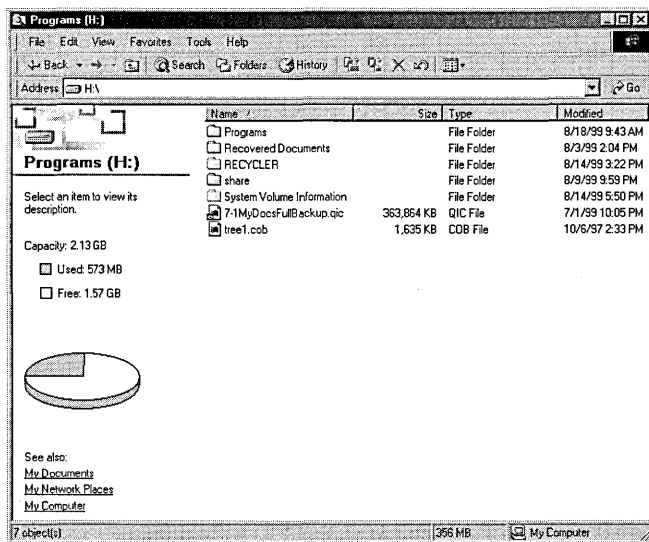 Programs (H:)
File Edit View Favorites Tools Help
Back Search Folders History
Address H:\ Go
Name Size Type Modified
Programs File Folder 8/18/99 9:43 AM
Recovered Documents File Folder 8/3/99 2:04 PM
RECYCLER File Folder 8/14/99 3:22 PM
share File Folder 8/9/99 9:59 PM
System Volume Information File Folder 8/14/99 5:50 PM
7-1MyDocsFullBackup.qic 363,864 KB QIC File 7/1/99 10:05 PM
tree1.cob 1,635 KB COB File 10/6/97 2:33 PM
Programs (H:)
Select an item to view its
description.
Capacity: 2.13 GB
Used: 573 MB
Free: 1.57 GB
See also:
My Documents
My Network Places
My Computer
7 object(s) 356 MB My Computer